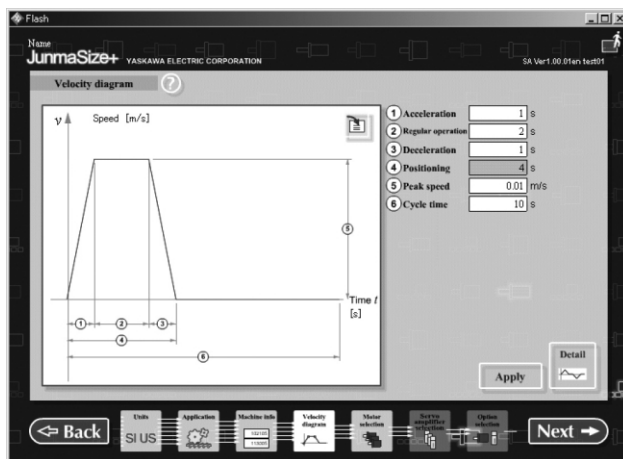 Flash
Name
JunmaSize+ YASKAWA ELECTRIC CORPORATION
SA Ver1.00.01en test01
Velocity diagram ?
v Speed [m/s]
Time t
[s]
1 2 3
4
5
6
1 Acceleration 1 s
2 Regular operation 2 s
3 Deceleration 1 s
4 Positioning 4 s
5 Peak speed 0.01 m/s
6 Cycle time 10 s
Apply
Detail
Back
Units
SI US
Application
Machine info
Velocity
diagram
Motor
selection
Servo
amplifier
selection
Option
selection
Next